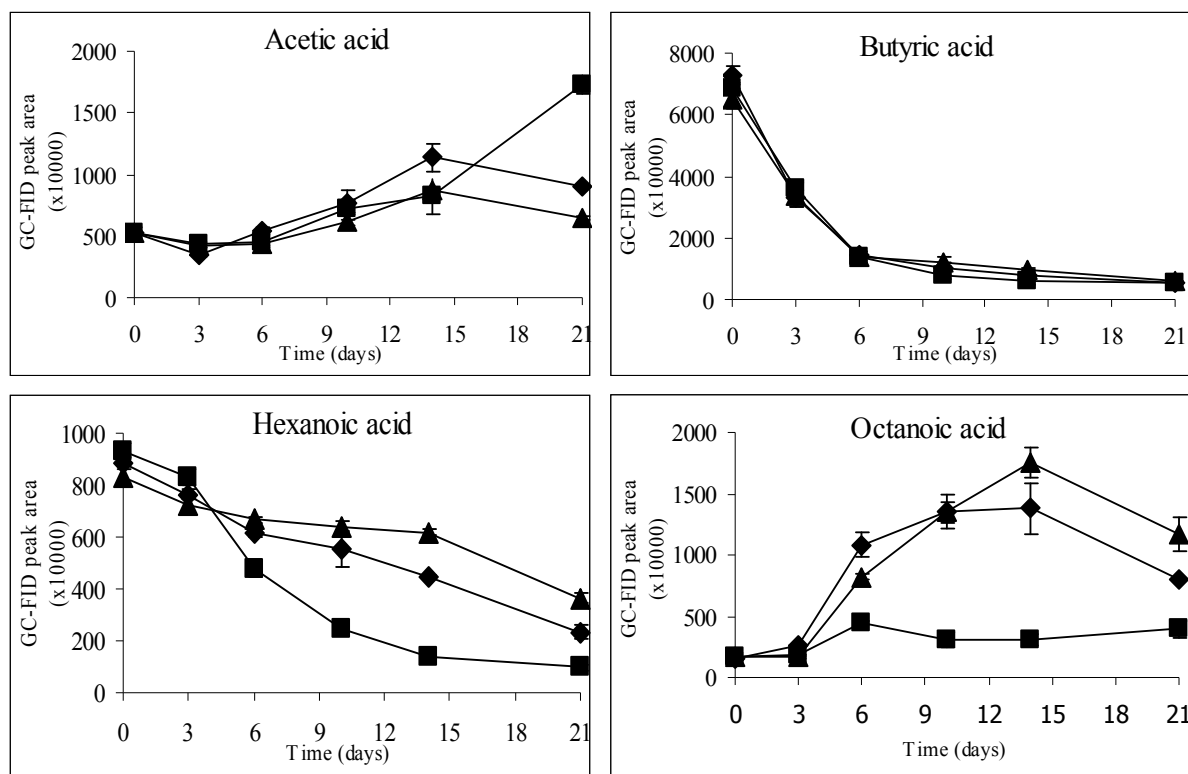 Acetic acid
GC-FID peak area
(x10000)
2000
1500
1000
500
0
0 3 6 9 12 15 18 21
Time (days)
Butyric acid
GC-FID peak area
(x10000)
8000
6000
4000
2000
0
0 3 6 9 12 15 18 21
Time (days)
Hexanoic acid
GC-FID peak area
(x100000)
1000
800
600
400
200
0
0 3 6 9 12 15 18 21
Time (days)
Octanoic acid
GC-FID peak area
(x10000)
2000
1500
1000
500
0
0 3 6 9 12 15 18 21
Time (days)